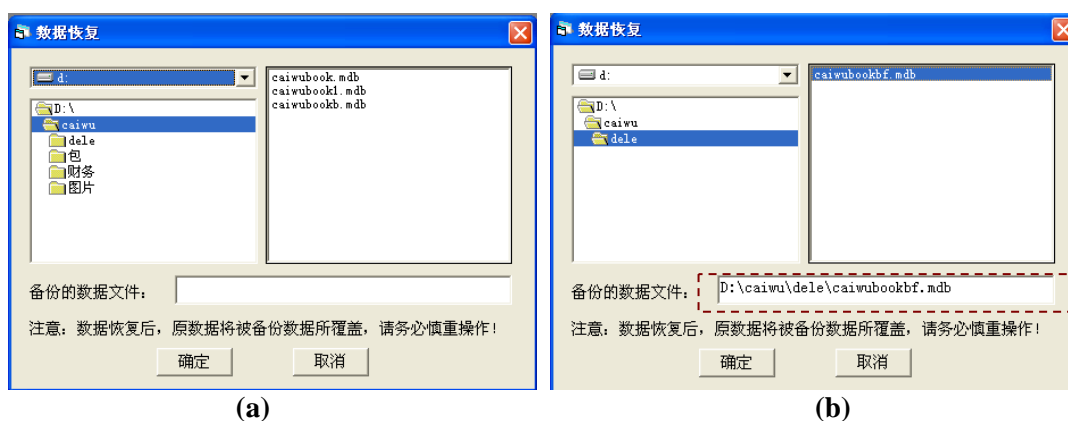 数据恢复
d:
D:\
caiwu
dele
包
财务
图片
caiwubook.mdb
caiwubook1.mdb
caiwubookb.mdb
备份的数据文件：
注意：数据恢复后，原数据将被备份数据所覆盖，请务必慎重操作！
确定 取消
(a)
数据恢复
d:
D:\
caiwu
dele
caiwubookbf.mdb
备份的数据文件： D:\caiwu\dele\caiwubookbf.mdb
注意：数据恢复后，原数据将被备份数据所覆盖，请务必慎重操作！
确定 取消
(b)